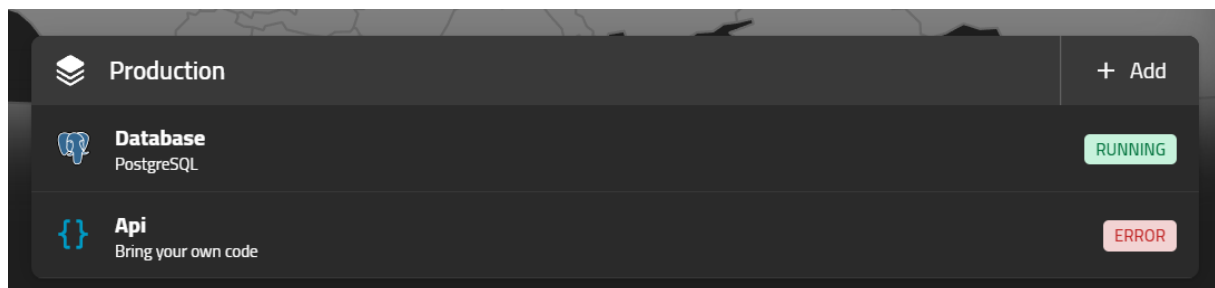 Production
+ Add
Database
PostgreSQL
RUNNING
{} Api
Bring your own code
ERROR